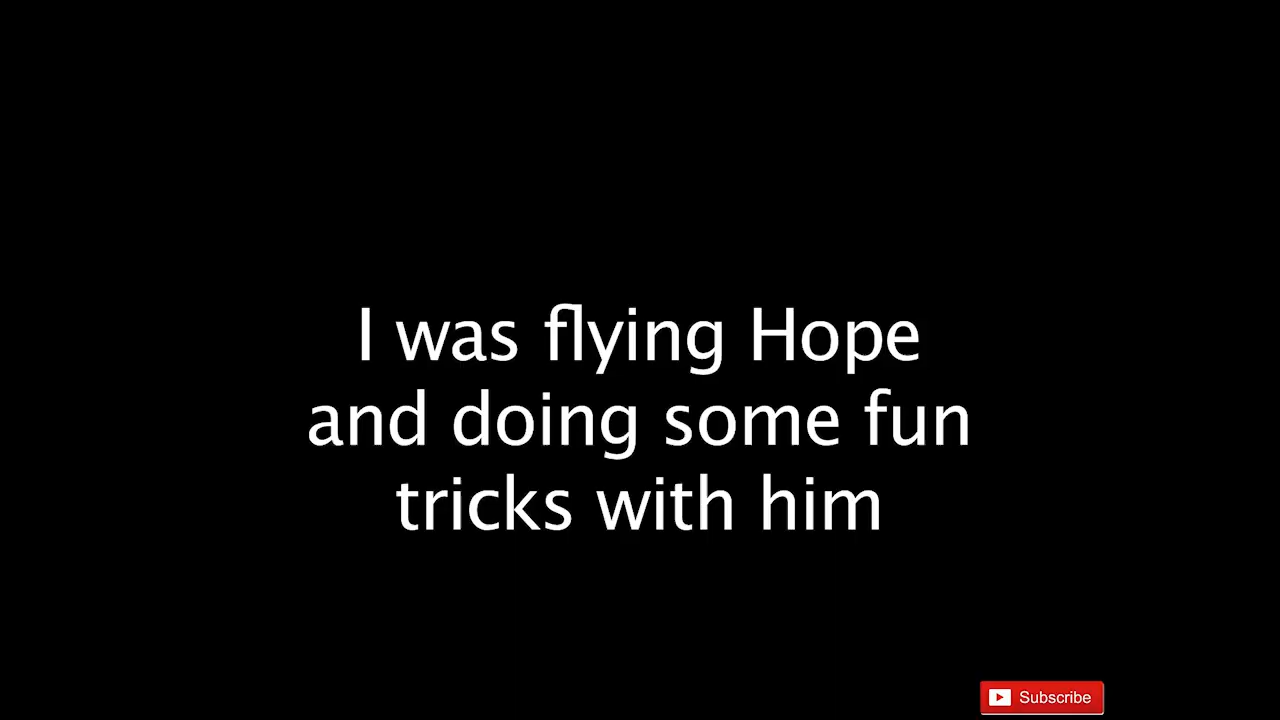 I was flying Hope
and doing some fun
tricks with him
Subscribe